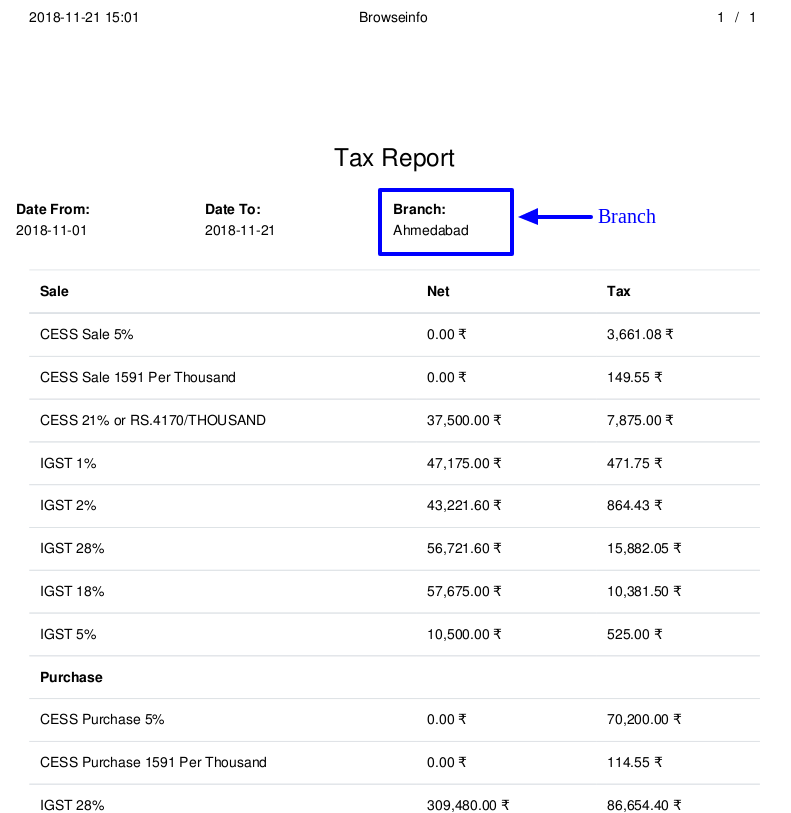 2018-11-21 15:01 Browseinfo 1 / 1
Tax Report
Date From: Date To: Branch:
2018-11-01 2018-11-21 Ahmedabad
Branch
Sale Net Tax
CESS Sale 5% 0.00 ₹ 3,661.08 ₹
CESS Sale 1591 Per Thousand 0.00 ₹ 149.55 ₹
CESS 21% or RS.4170/THOUSAND 37,500.00 ₹ 7,875.00 ₹
IGST 1% 47,175.00 ₹ 471.75 ₹
IGST 2% 43,221.60 ₹ 864.43 ₹
IGST 28% 56,721.60 ₹ 15,882.05 ₹
IGST 18% 57,675.00 ₹ 10,381.50 ₹
IGST 5% 10,500.00 ₹ 525.00 ₹
Purchase
CESS Purchase 5% 0.00 ₹ 70,200.00 ₹
CESS Purchase 1591 Per Thousand 0.00 ₹ 114.55 ₹
IGST 28% 309,480.00 ₹ 86,654.40 ₹